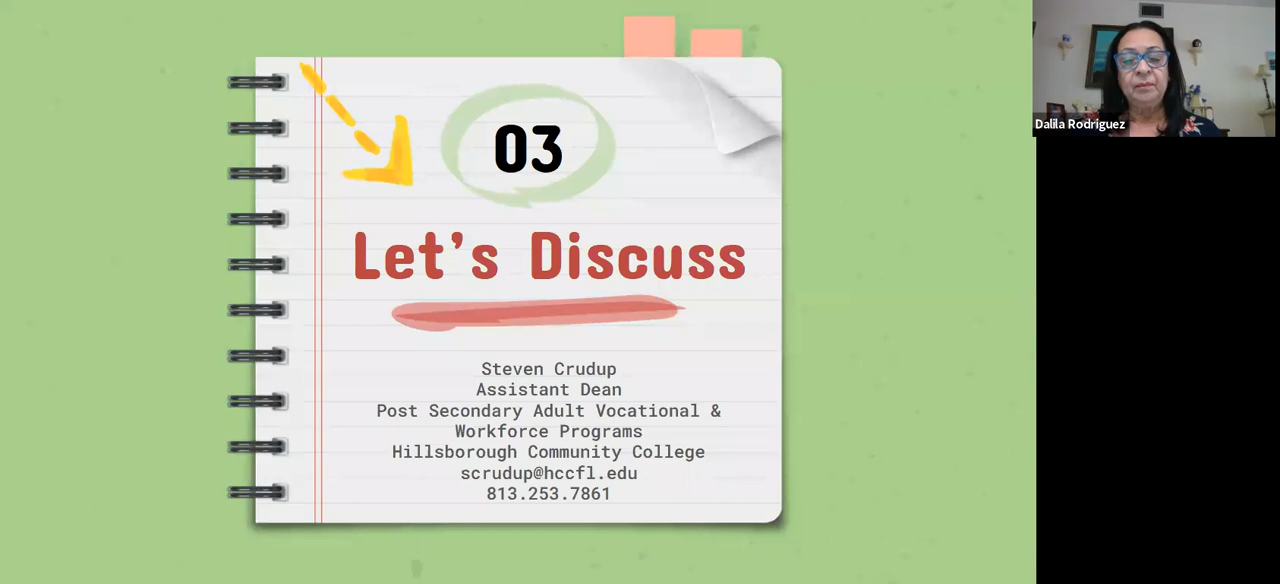 03
Let's Discuss
Steven Crudup
Assistant Dean
Post Secondary Adult Vocational &
Workforce Programs
Hillsborough Community College
scrudup@hccfl.edu
813.253.7861
Dalila Rodriguez